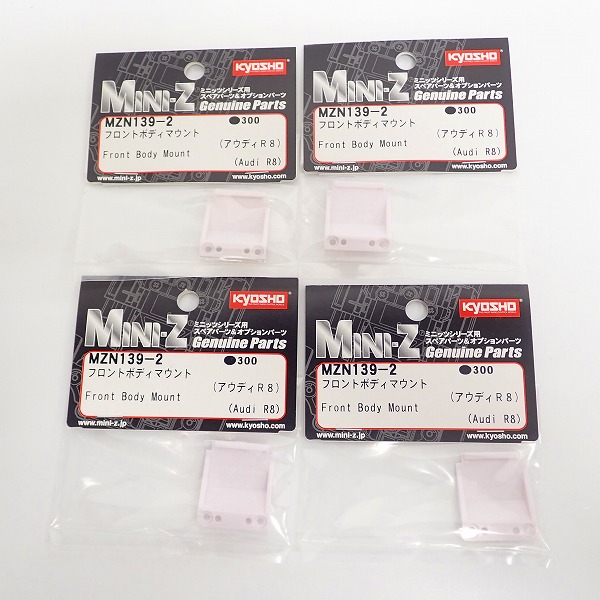 KYOSHO
MINI-Z
ミニッツシリーズ用
スペアパーツ&オプションパーツ
Genuine Parts
MZN139-2 ●300
フロントボディマウント (アウディR8)
Front Body Mount (Audi R8)
www.mini-z.jp www.kyosho.com
KYOSHO
MINI-Z
ミニッツシリーズ用
スペアパーツ&オプションパーツ
Genuine Parts
MZN139-2 ●300
フロントボディマウント (アウディR8)
Front Body Mount (Audi R8)
www.mini-z.jp www.kyosho.com
KYOSHO
MINI-Z
ミニッツシリーズ用
スペアパーツ&オプションパーツ
Genuine Parts
MZN139-2 ●300
フロントボディマウント (アウディR8)
Front Body Mount (Audi R8)
www.mini-z.jp www.kyosho.com
KYOSHO
MINI-Z
ミニッツシリーズ用
スペアパーツ&オプションパーツ
Genuine Parts
MZN139-2 ●300
フロントボディマウント (アウディR8)
Front Body Mount (Audi R8)
www.mini-z.jp www.kyosho.com